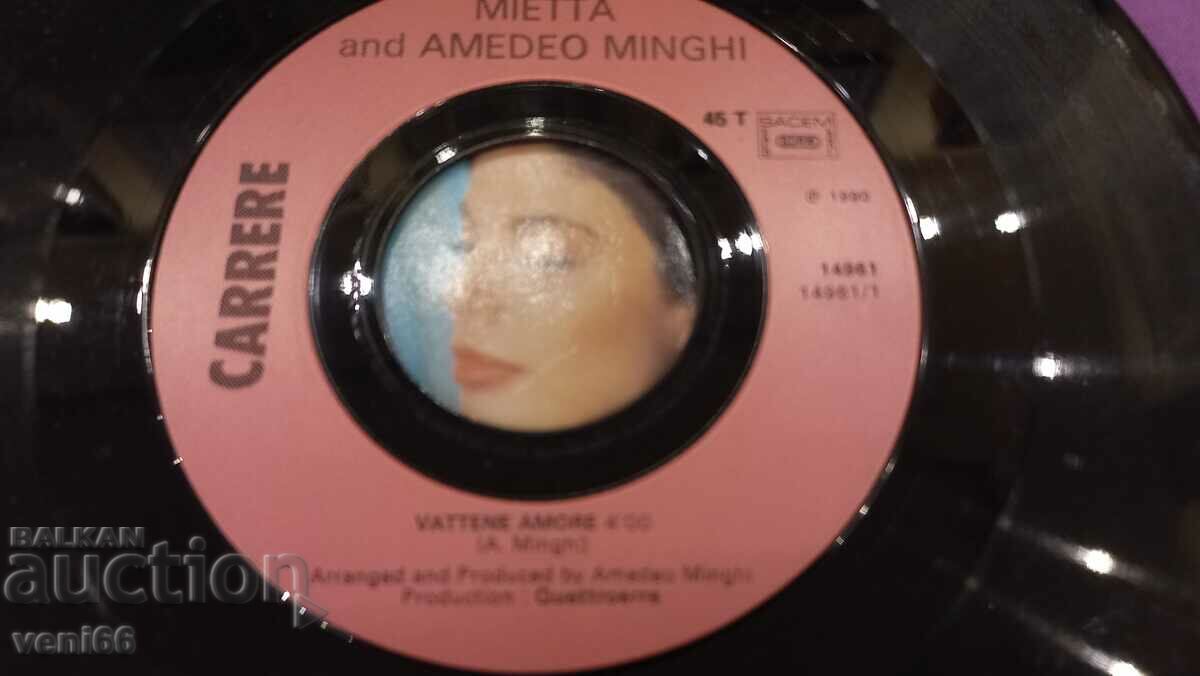 MIETTA
and AMEDEO MINGHI
45 T
SACEM
CARRERE
℗ 1990
14961
14961/1
VATTENE AMORE 4'00
(A. Minghi)
Arranged and Produced by Amedeo Minghi
Production : Quattroerre
BALKAN
auction
veni66